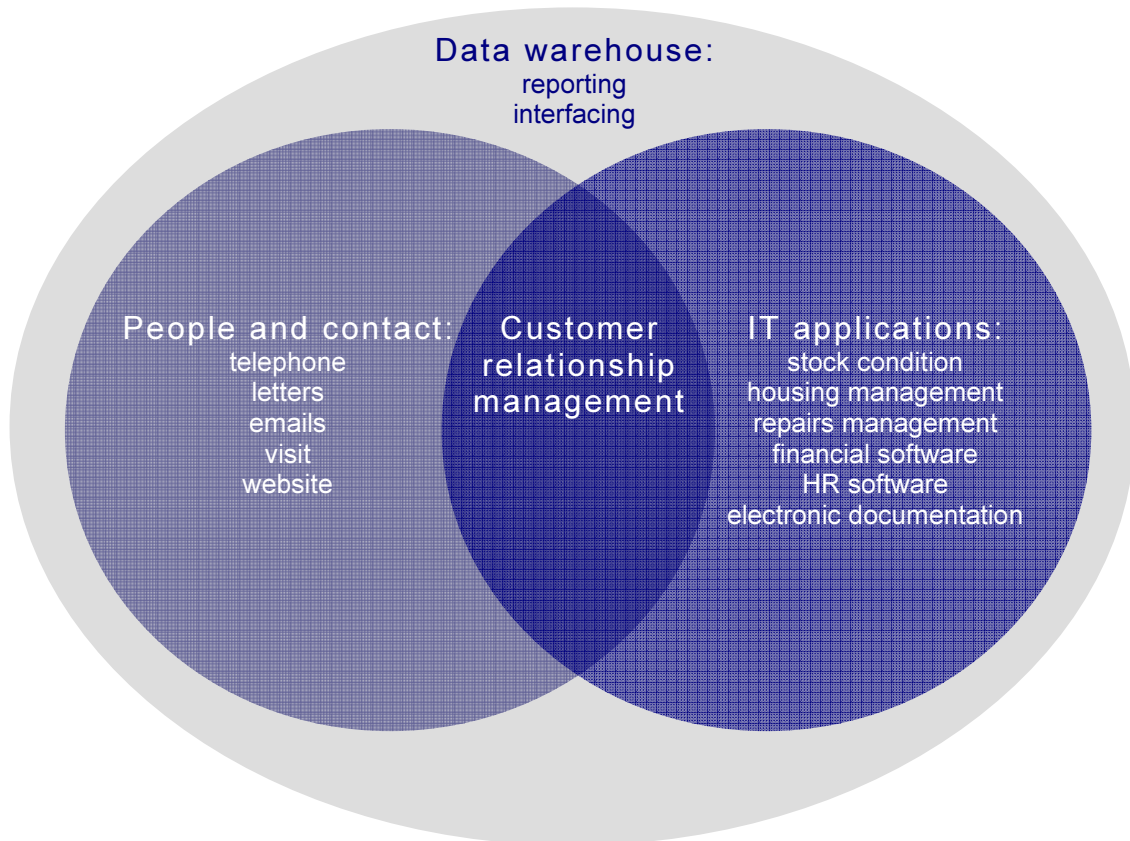 Data warehouse:
reporting
interfacing
People and contact:
telephone
letters
emails
visit
website
Customer
relationship
management
IT applications:
stock condition
housing management
repairs management
financial software
HR software
electronic documentation